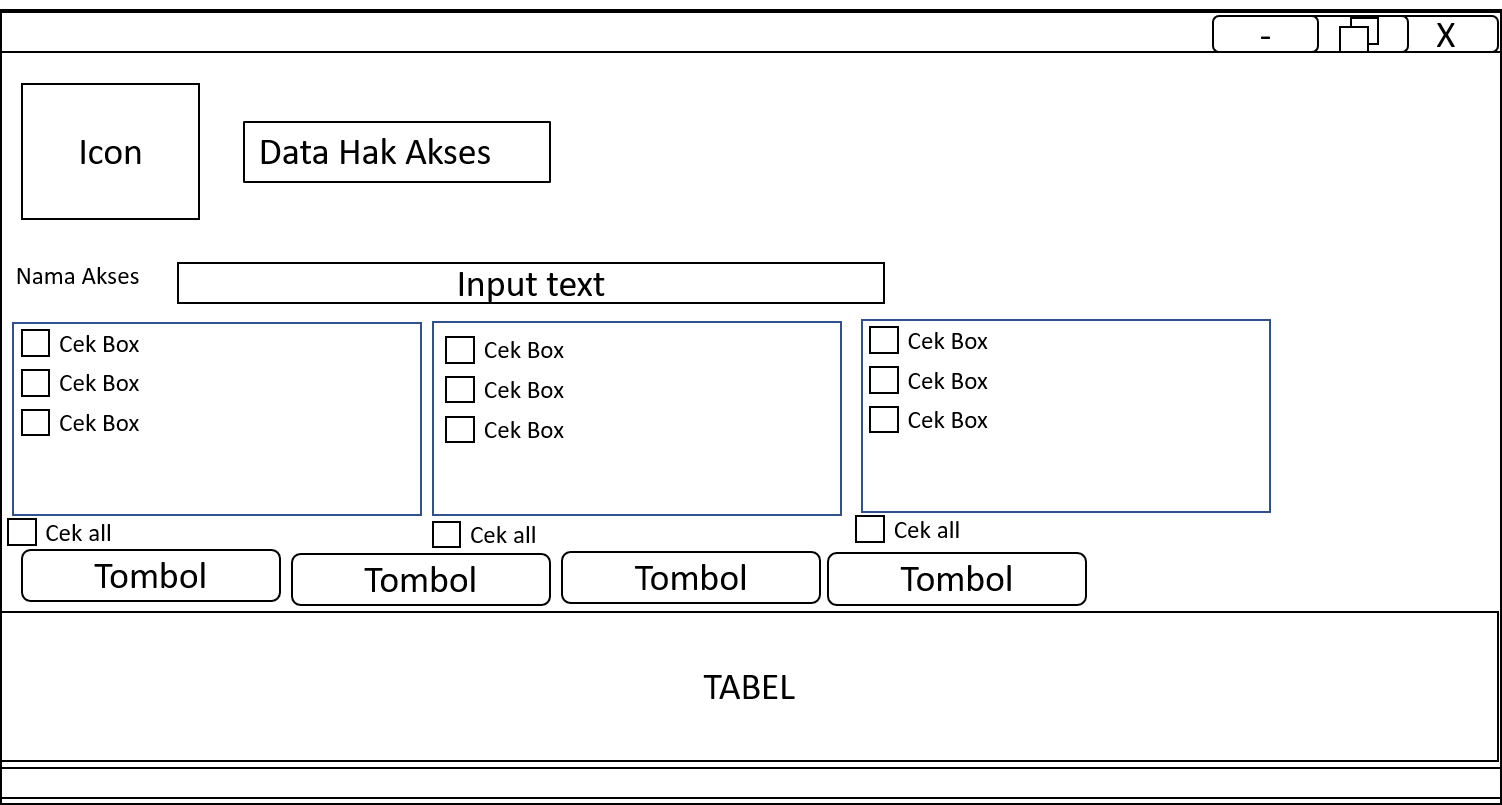 -
X
Icon
Data Hak Akses
Nama Akses
Input text
Cek Box
Cek Box
Cek Box
Cek all
Cek Box
Cek Box
Cek Box
Cek all
Cek Box
Cek Box
Cek Box
Cek all
Tombol
Tombol
Tombol
Tombol
TABEL